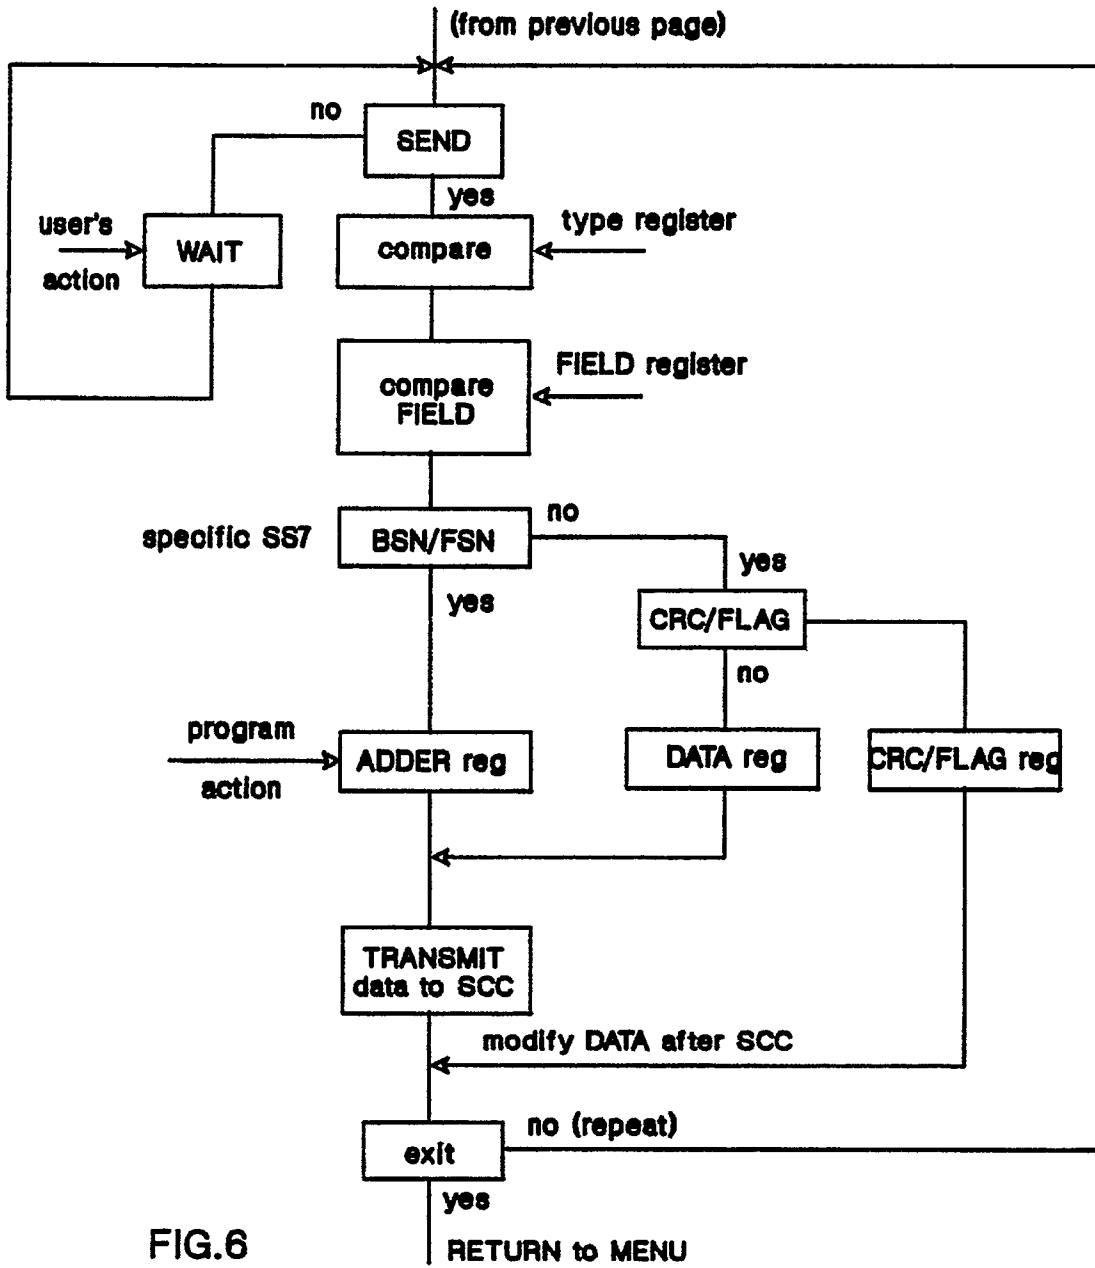 (from previous page)
no
SEND
yes
user's
action
WAIT
type register
compare
FIELD register
compare
FIELD
specific SS7
BSN/FSN
no
yes
yes
CRC/FLAG
no
program
action
ADDER reg
DATA reg
CRC/FLAG reg
TRANSMIT
data to SCC
modify DATA after SCC
exit
no (repeat)
yes
RETURN to MENU
FIG.6